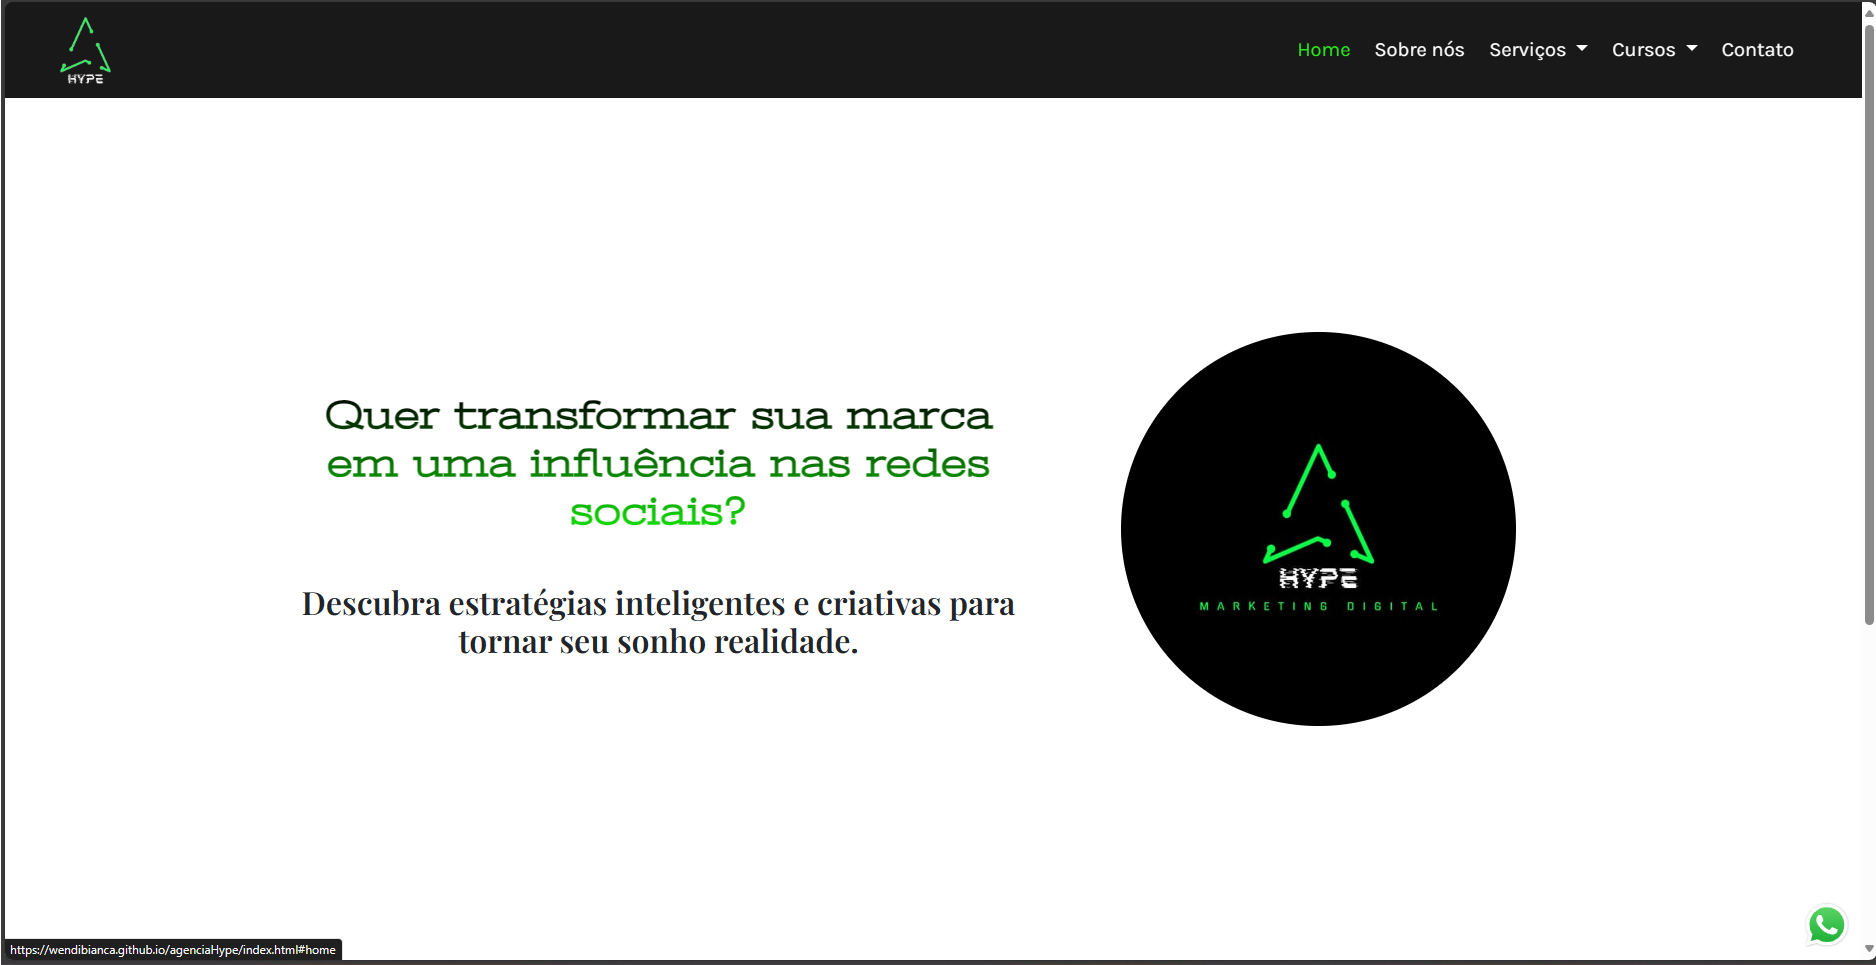 HYPE
Home Sobre nós Serviços Cursos Contato
Quer transformar sua marca
em uma influência nas redes
sociais?
Descubra estratégias inteligentes e criativas para
tornar seu sonho realidade.
HYPE
MARKETING DIGITAL
https://wendibianca.github.io/agenciaHype/index.html#home